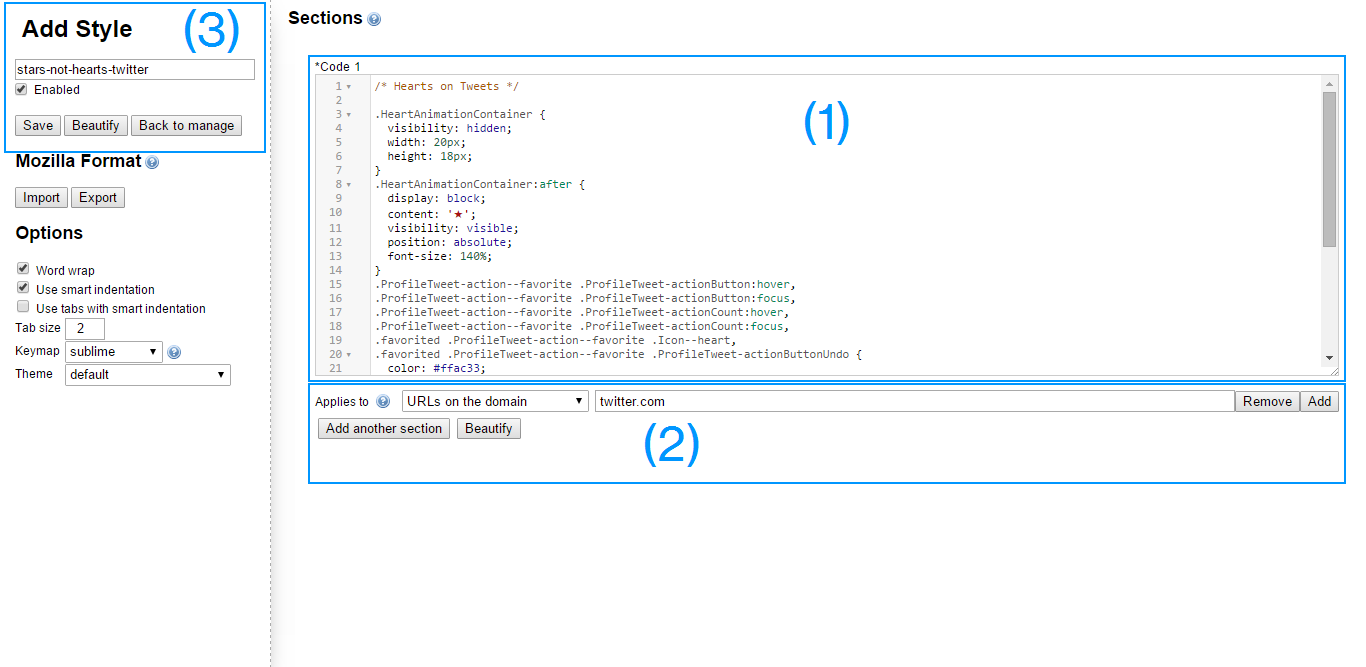 Add Style
(3)
stars-not-hearts-twitter
Enabled
Save Beautify Back to manage
Mozilla Format
Import Export
Options
Word wrap
Use smart indentation
Use tabs with smart indentation
Tab size 2
Keymap sublime
Theme default
Sections
*Code 1
(1)
1 /* Hearts on Tweets */
2
3 .HeartAnimationContainer {
4 visibility: hidden;
5 width: 20px;
6 height: 18px;
7 }
8 .HeartAnimationContainer:after {
9 display: block;
10 content: '★';
11 visibility: visible;
12 position: absolute;
13 font-size: 140%;
14 }
15 .ProfileTweet-action--favorite .ProfileTweet-actionButton:hover,
16 .ProfileTweet-action--favorite .ProfileTweet-actionButton:focus,
17 .ProfileTweet-action--favorite .ProfileTweet-actionCount:hover,
18 .ProfileTweet-action--favorite .ProfileTweet-actionCount:focus,
19 .favorited .ProfileTweet-action--favorite .Icon--heart,
20 .favorited .ProfileTweet-action--favorite .ProfileTweet-actionButtonUndo {
21 color: #ffac33;
Applies to URLs on the domain twitter.com Remove Add
Add another section Beautify
(2)